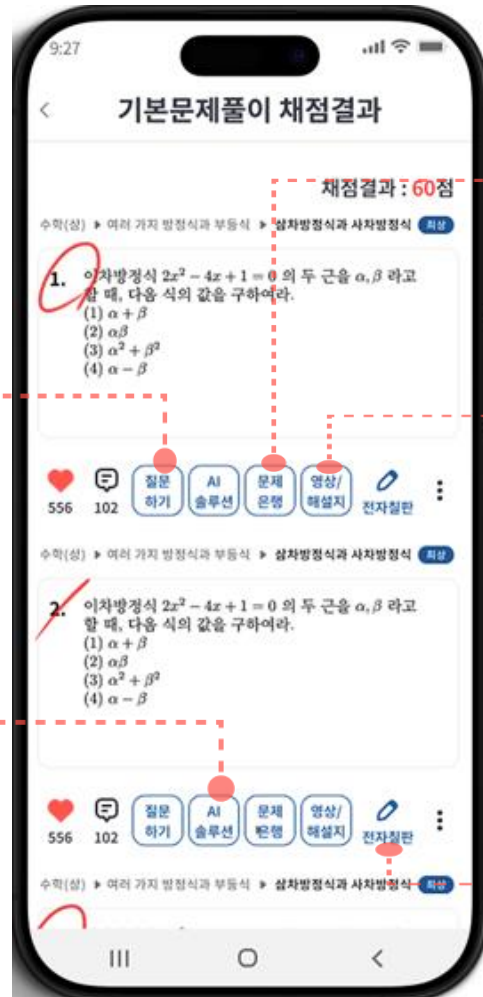 9:27
기본문제풀이 채점결과
채점결과 : 60점
수학(상) ▶ 여러 가지 방정식과 부등식 ▶ 삼차방정식과 사차방정식 최상
1. 이차방정식 2x² − 4x + 1 = 0 의 두 근을 α, β 라고
할 때, 다음 식의 값을 구하여라.
(1) α + β
(2) αβ
(3) α² + β²
(4) α − β
556 102 질문 하기 AI 솔루션 문제 은행 영상/ 해설지 전자칠판
수학(상) ▶ 여러 가지 방정식과 부등식 ▶ 삼차방정식과 사차방정식 최상
2. 이차방정식 2x² − 4x + 1 = 0 의 두 근을 α, β 라고
할 때, 다음 식의 값을 구하여라.
(1) α + β
(2) αβ
(3) α² + β²
(4) α − β
556 102 질문 하기 AI 솔루션 문제 은행 영상/ 해설지 전자칠판
수학(상) ▶ 여러 가지 방정식과 부등식 ▶ 삼차방정식과 사차방정식 최상